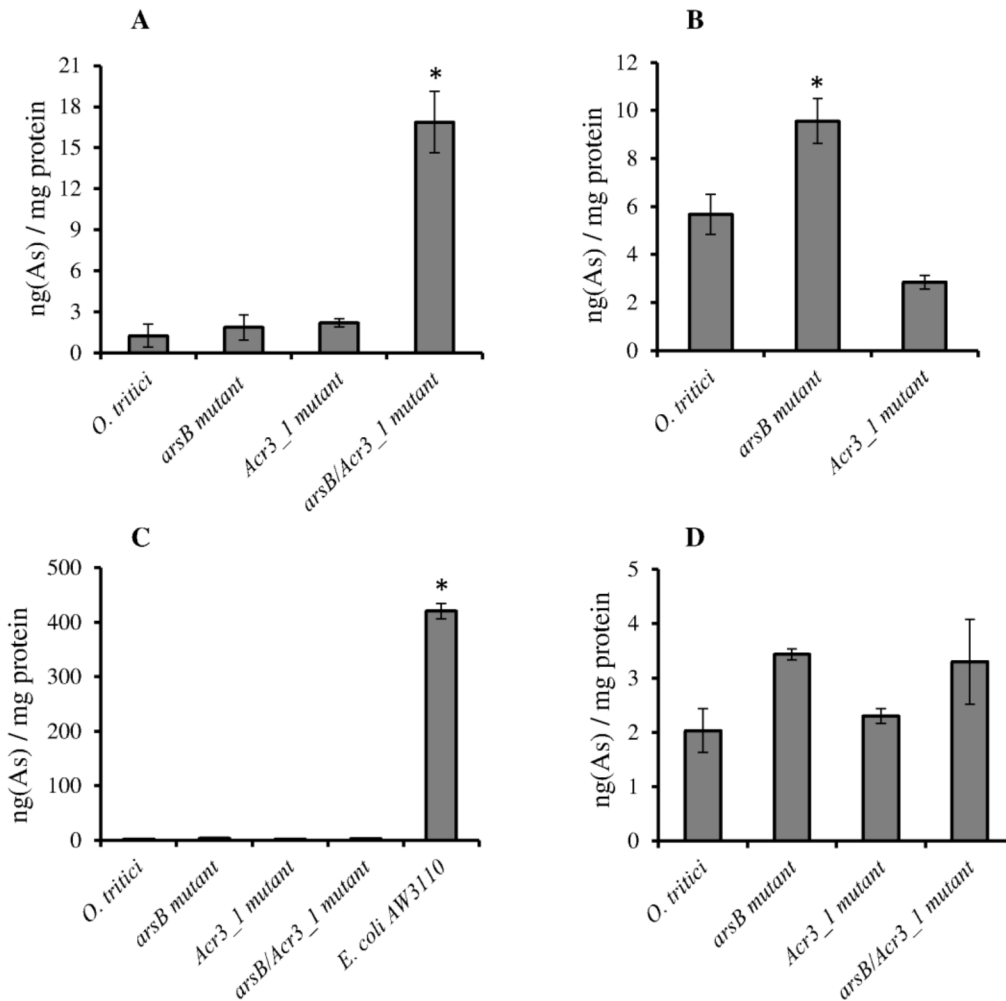 A
ng(As) / mg protein
21
18
15
12
9
6
3
0
*
O. tritici
arsB mutant
Acr3_1 mutant
arsB/Acr3_1 mutant
B
ng(As) / mg protein
12
10
8
6
4
2
0
*
O. tritici
arsB mutant
Acr3_1 mutant
C
ng(As) / mg protein
500
400
300
200
100
0
*
O. tritici
arsB mutant
Acr3_1 mutant
arsB/Acr3_1 mutant
E. coli AW3110
D
ng(As) / mg protein
5
4
3
2
1
0
O. tritici
arsB mutant
Acr3_1 mutant
arsB/Acr3_1 mutant